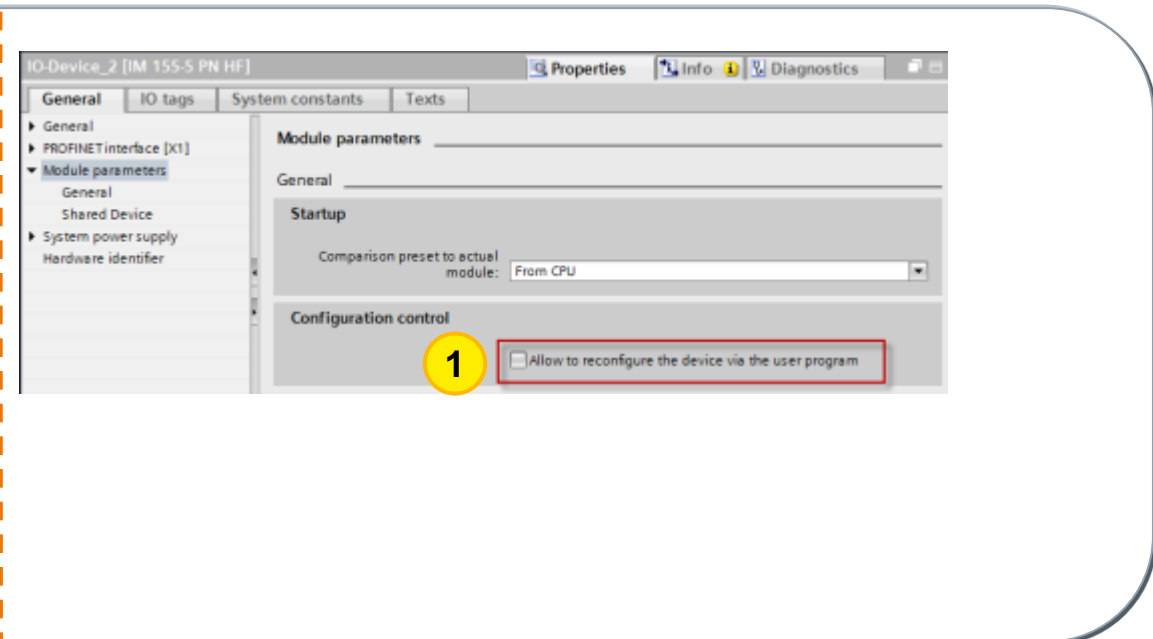 IO-Device_2 [IM 155-5 PN HF]
Properties
Info
Diagnostics
General
IO tags
System constants
Texts
General
PROFINET interface [X1]
Module parameters
General
Shared Device
System power supply
Hardware identifier
Module parameters
General
Startup
Comparison preset to actual
module:
From CPU
Configuration control
1
Allow to reconfigure the device via the user program